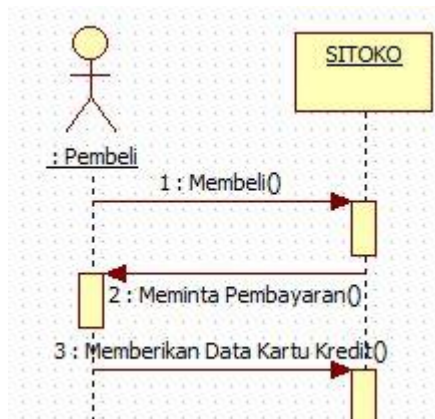 SITOKO
: Pembeli
1 : Membeli()
2 : Meminta Pembayaran()
3 : Memberikan Data Kartu Kredit()